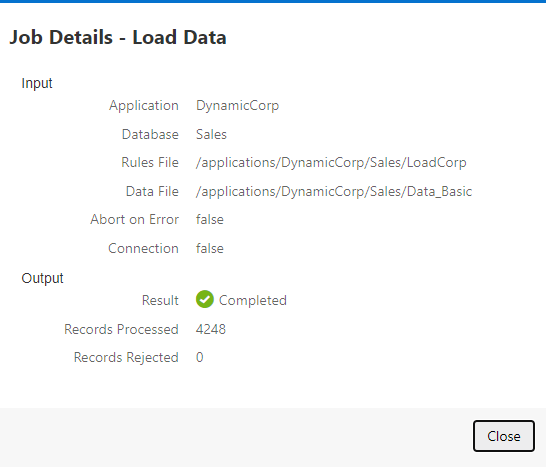 Job Details - Load Data
Input
Application DynamicCorp
Database Sales
Rules File /applications/DynamicCorp/Sales/LoadCorp
Data File /applications/DynamicCorp/Sales/Data_Basic
Abort on Error false
Connection false
Output
Result Completed
Records Processed 4248
Records Rejected 0
Close